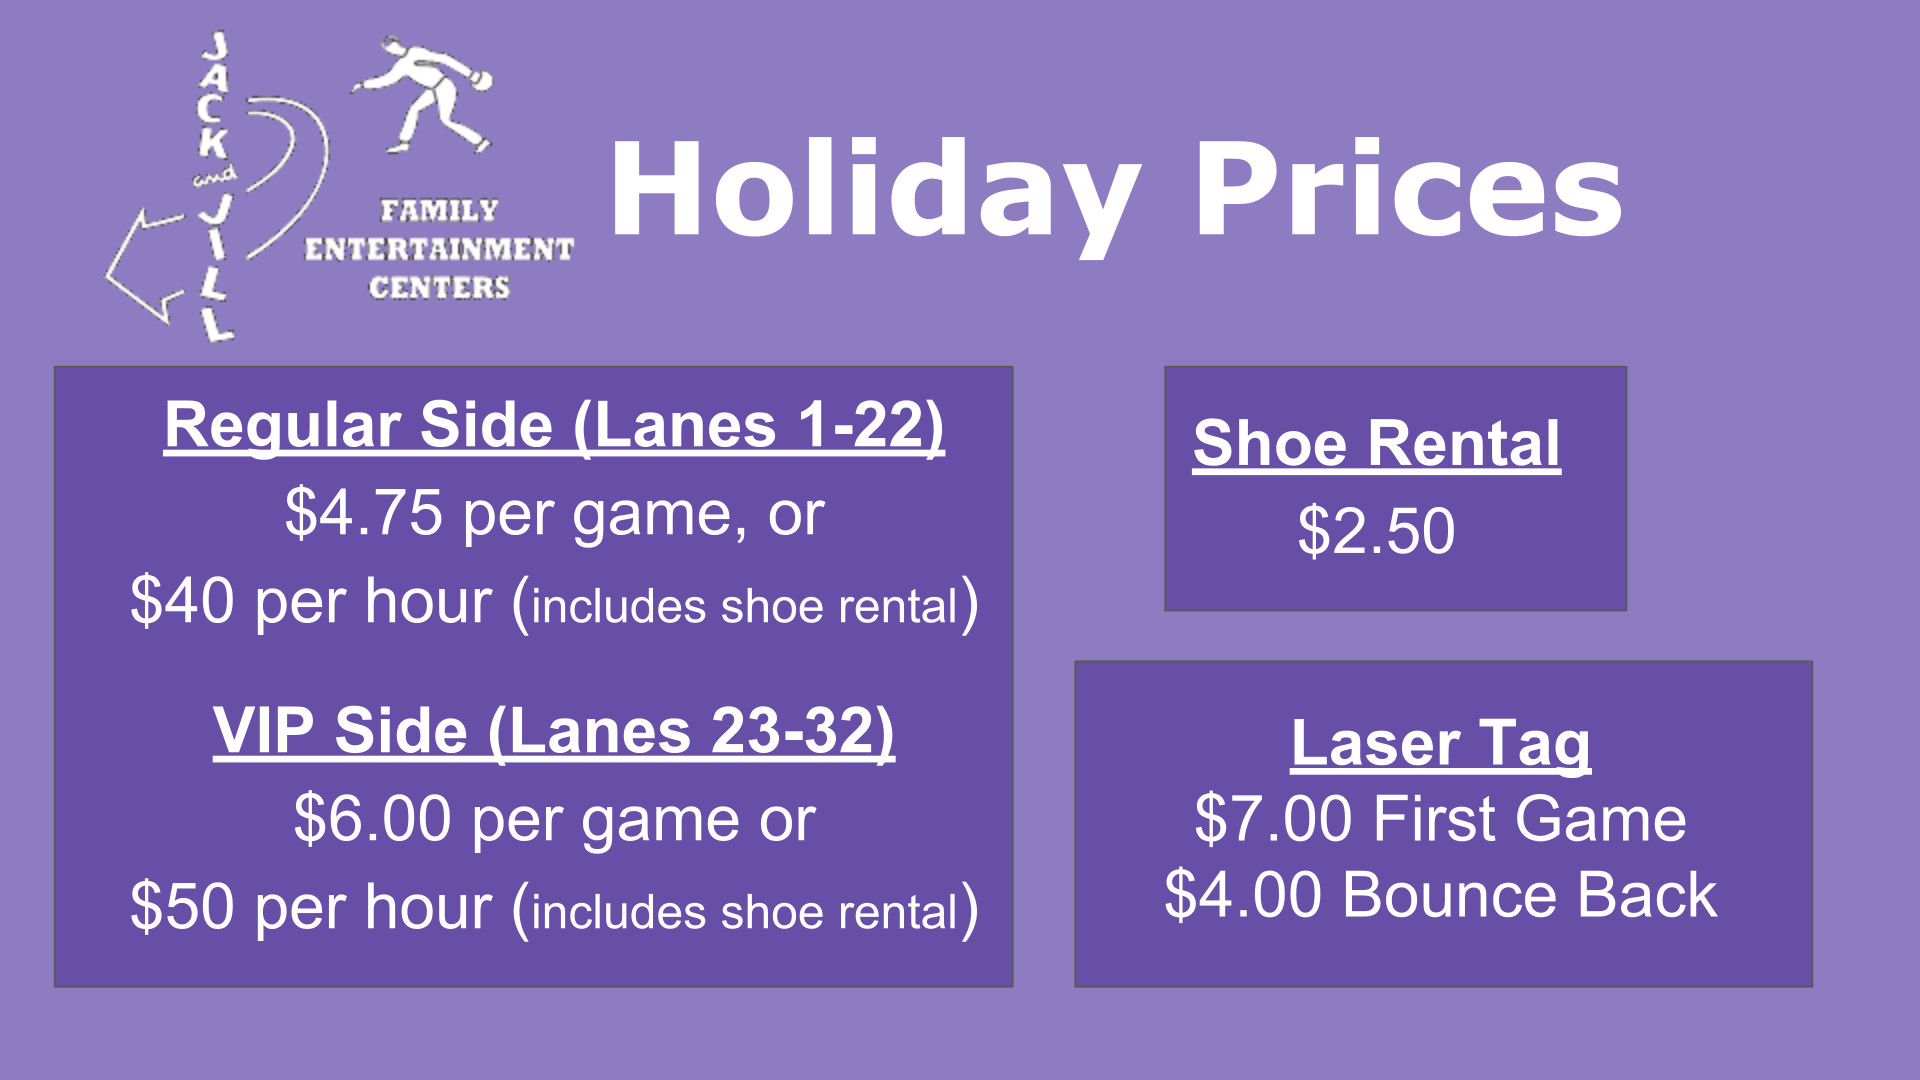 JACK and JILL
FAMILY
ENTERTAINMENT
CENTERS
Holiday Prices
Regular Side (Lanes 1-22)
$4.75 per game, or
$40 per hour (includes shoe rental)
VIP Side (Lanes 23-32)
$6.00 per game or
$50 per hour (includes shoe rental)
Shoe Rental
$2.50
Laser Tag
$7.00 First Game
$4.00 Bounce Back